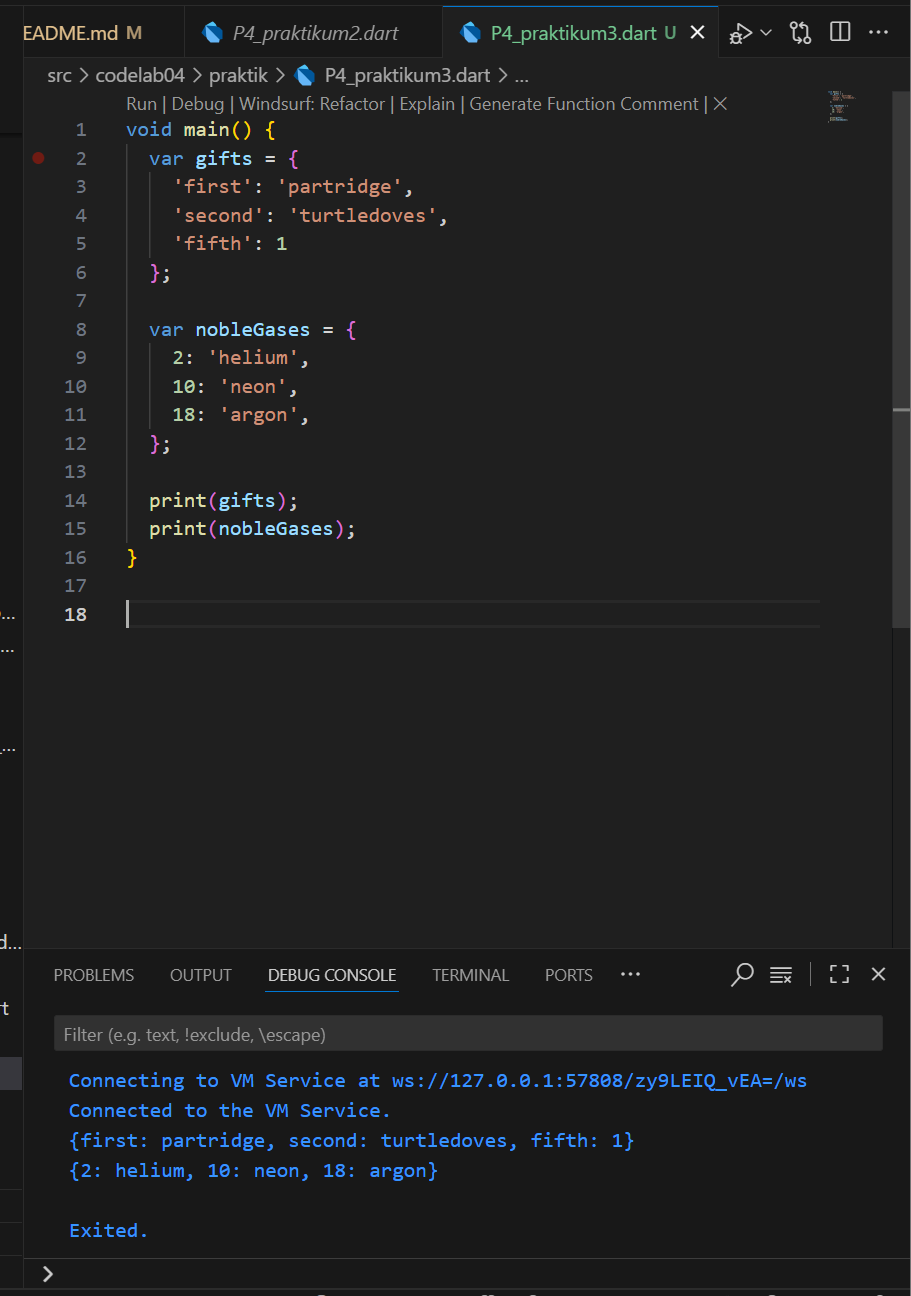 EADME.md M P4_praktikum2.dart P4_praktikum3.dart U
src > codelab04 > praktik > P4_praktikum3.dart > ...
Run | Debug | Windsurf: Refactor | Explain | Generate Function Comment | ×
1 void main() {
2 var gifts = {
3 'first': 'partridge',
4 'second': 'turtledoves',
5 'fifth': 1
6 };
7
8 var nobleGases = {
9 2: 'helium',
10 10: 'neon',
11 18: 'argon',
12 };
13
14 print(gifts);
15 print(nobleGases);
16 }
17
18
PROBLEMS OUTPUT DEBUG CONSOLE TERMINAL PORTS ...
Filter (e.g. text, !exclude, \escape)
Connecting to VM Service at ws://127.0.0.1:57808/zy9LEIQ_vEA=/ws
Connected to the VM Service.
{first: partridge, second: turtledoves, fifth: 1}
{2: helium, 10: neon, 18: argon}
Exited.